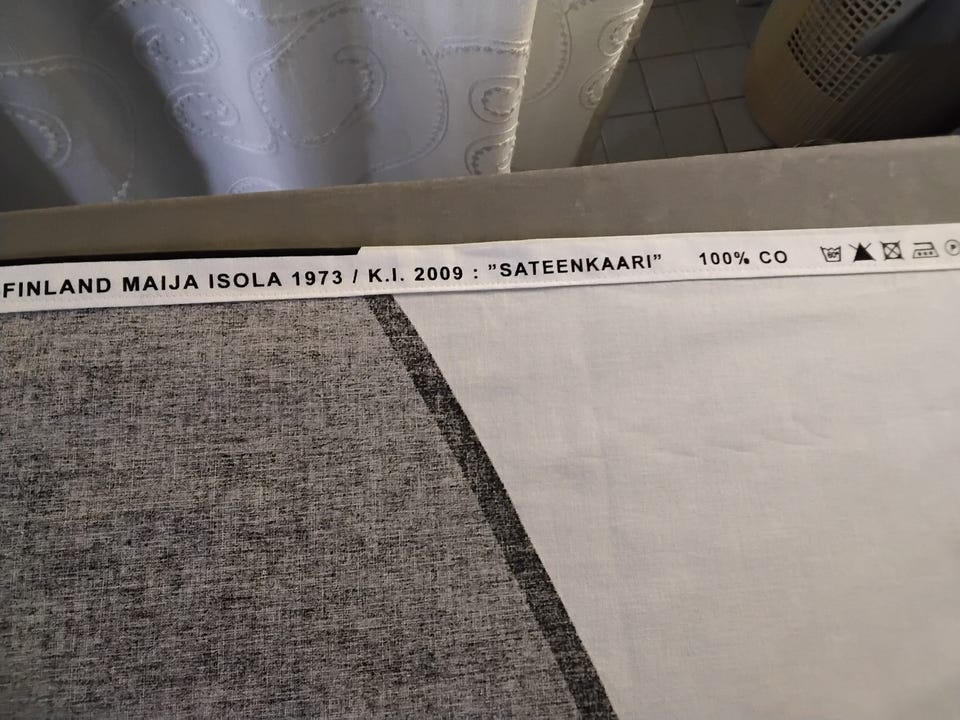 FINLAND MAIJA ISOLA 1973 / K.I. 2009 : ”SATEENKAARI” 100% CO